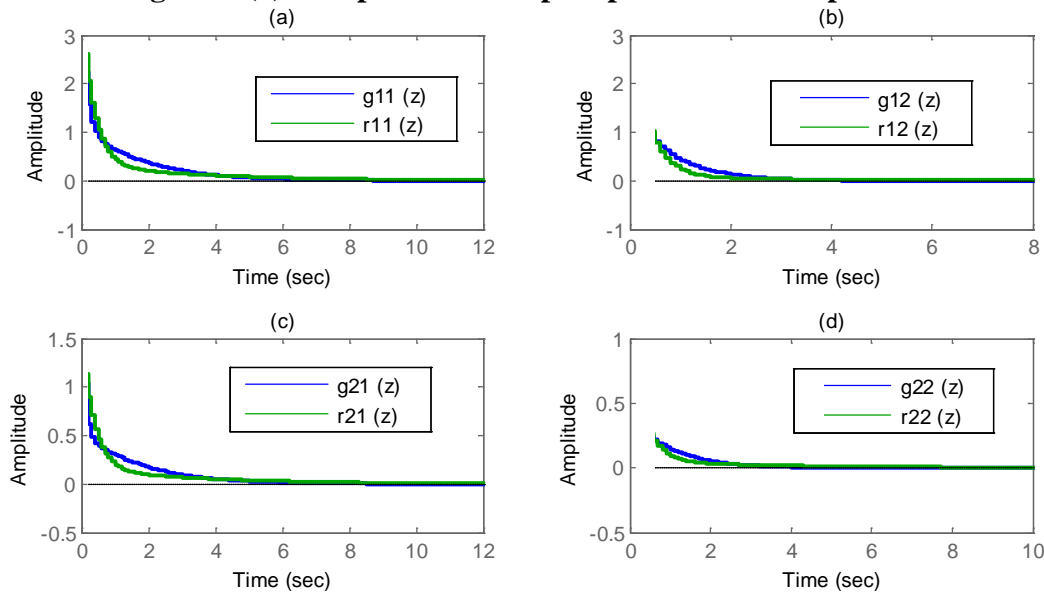 (a)
3
2
1
0
-1
Amplitude
g11 (z)
r11 (z)
0 2 4 6 8 10 12
Time (sec)
(b)
3
2
1
0
-1
Amplitude
g12 (z)
r12 (z)
0 2 4 6 8
Time (sec)
(c)
1.5
1
0.5
0
-0.5
Amplitude
g21 (z)
r21 (z)
0 2 4 6 8 10 12
Time (sec)
(d)
1
0.5
0
-0.5
Amplitude
g22 (z)
r22 (z)
0 2 4 6 8 10
Time (sec)